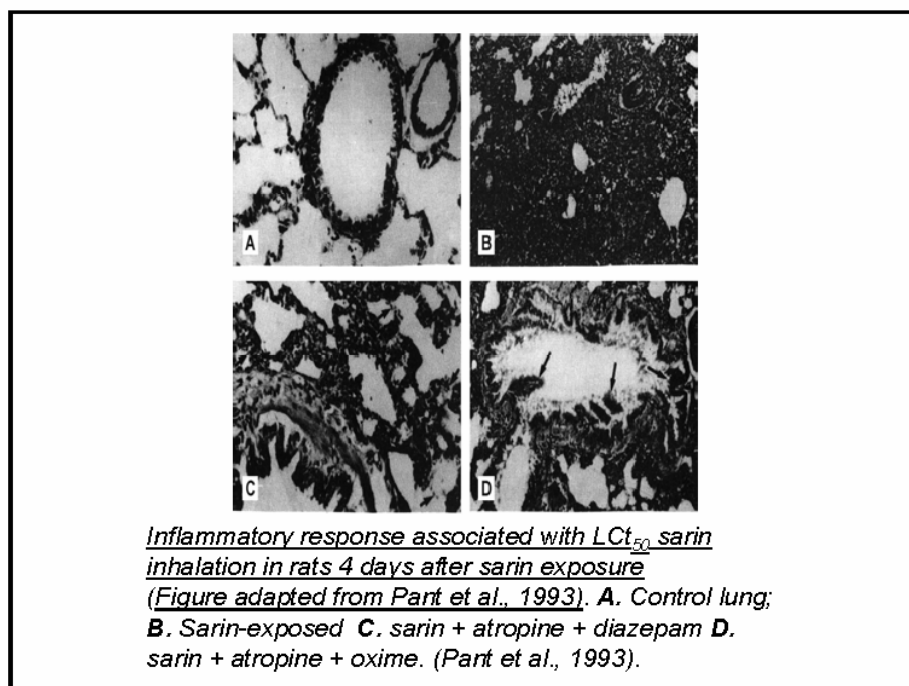 A
B
C
D
Inflammatory response associated with LCt50 sarin
inhalation in rats 4 days after sarin exposure
(Figure adapted from Pant et al., 1993). A. Control lung;
B. Sarin-exposed C. sarin + atropine + diazepam D.
sarin + atropine + oxime. (Pant et al., 1993).